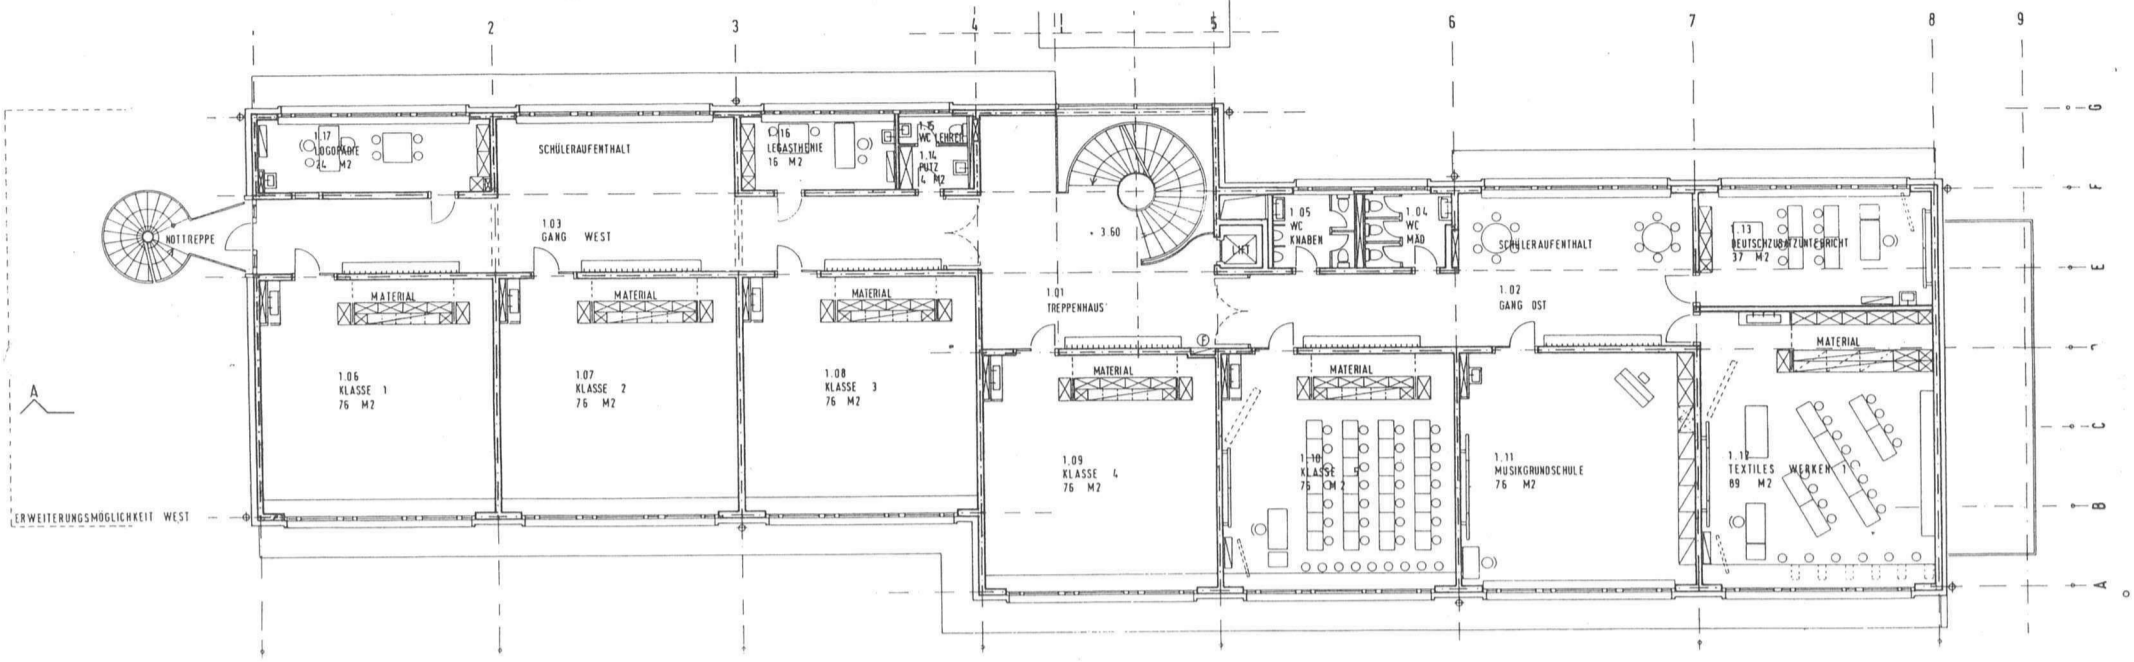 2 3 4 5 6 7 8 9
G
F
E
C
B
A
1.17
LOGOPÄDIE
24 M2
SCHÜLERAUFENTHALT
1.16
LEGASTHENIE
16 M2
1.15
WC LEHRER
1.14
PUTZ
4 M2
NOTTREPPE
1.03
GANG WEST
3.60
LIFT
1.05
WC
KNABEN
1.04
WC
MÄD
SCHÜLERAUFENTHALT
1.13
DEUTSCHZUSATZUNTERRICHT
37 M2
1.01
TREPPENHAUS
1.02
GANG OST
F
MATERIAL
MATERIAL
MATERIAL
MATERIAL
MATERIAL
MATERIAL
1.06
KLASSE 1
76 M2
1.07
KLASSE 2
76 M2
1.08
KLASSE 3
76 M2
1.09
KLASSE 4
76 M2
1.10
KLASSE 5
76 M2
1.11
MUSIKGRUNDSCHULE
76 M2
1.12
TEXTILES WERKEN 1
89 M2
A
ERWEITERUNGSMÖGLICHKEIT WEST